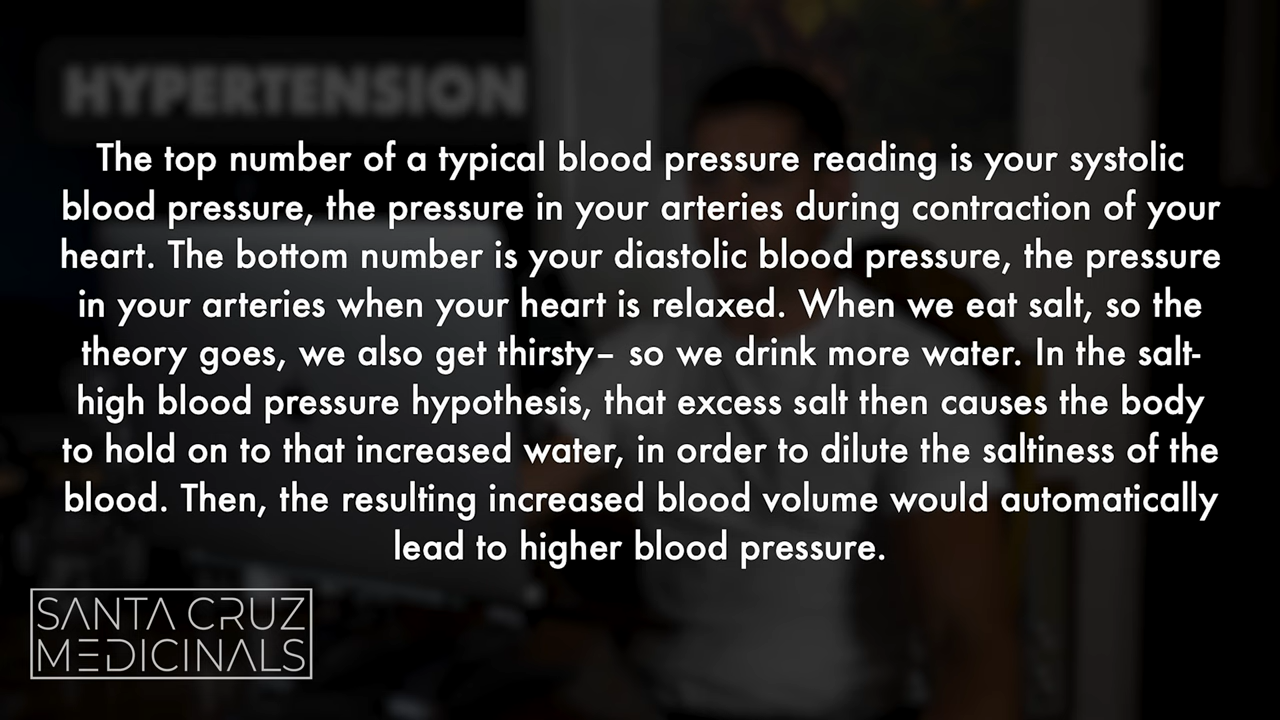 HYPERTENSION
The top number of a typical blood pressure reading is your systolic
blood pressure, the pressure in your arteries during contraction of your
heart. The bottom number is your diastolic blood pressure, the pressure
in your arteries when your heart is relaxed. When we eat salt, so the
theory goes, we also get thirsty– so we drink more water. In the salt-
high blood pressure hypothesis, that excess salt then causes the body
to hold on to that increased water, in order to dilute the saltiness of the
blood. Then, the resulting increased blood volume would automatically
lead to higher blood pressure.
SANTA CRUZ
MEDICINALS